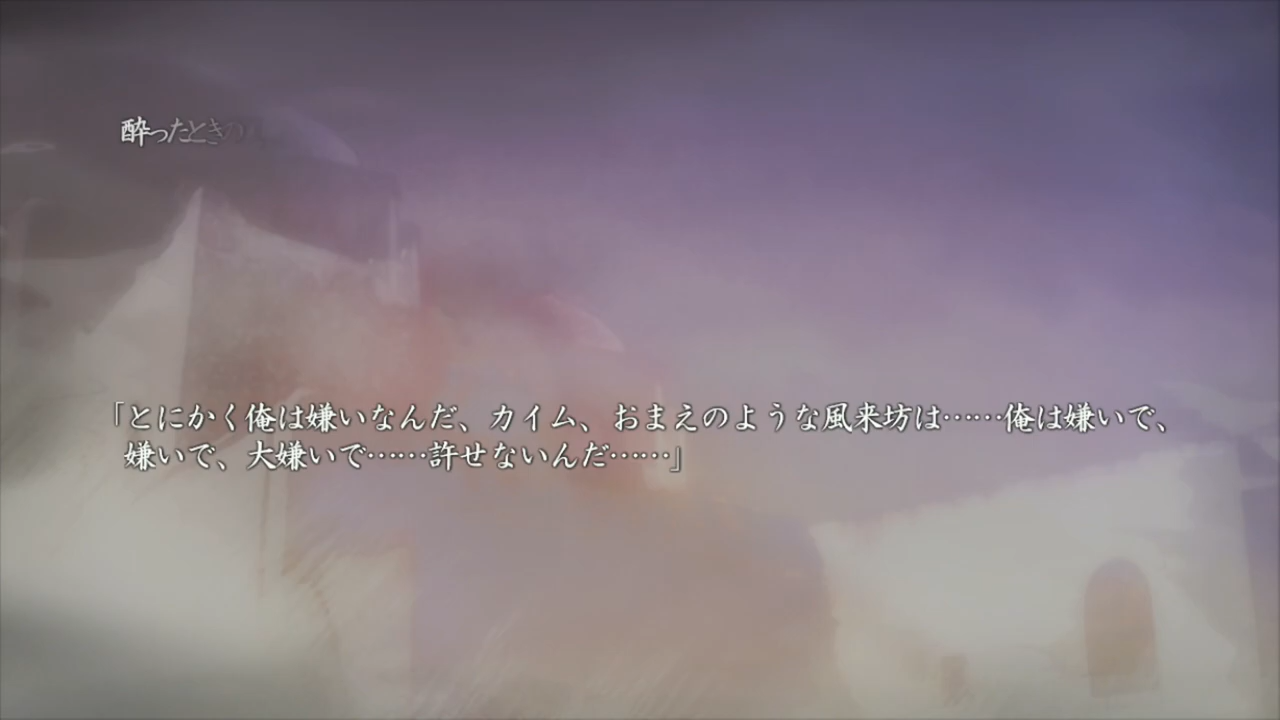 酔ったときの
「とにかく俺は嫌いなんだ、カイム、おまえのような風来坊は……俺は嫌いで、
嫌いで、大嫌いで……許せないんだ……」